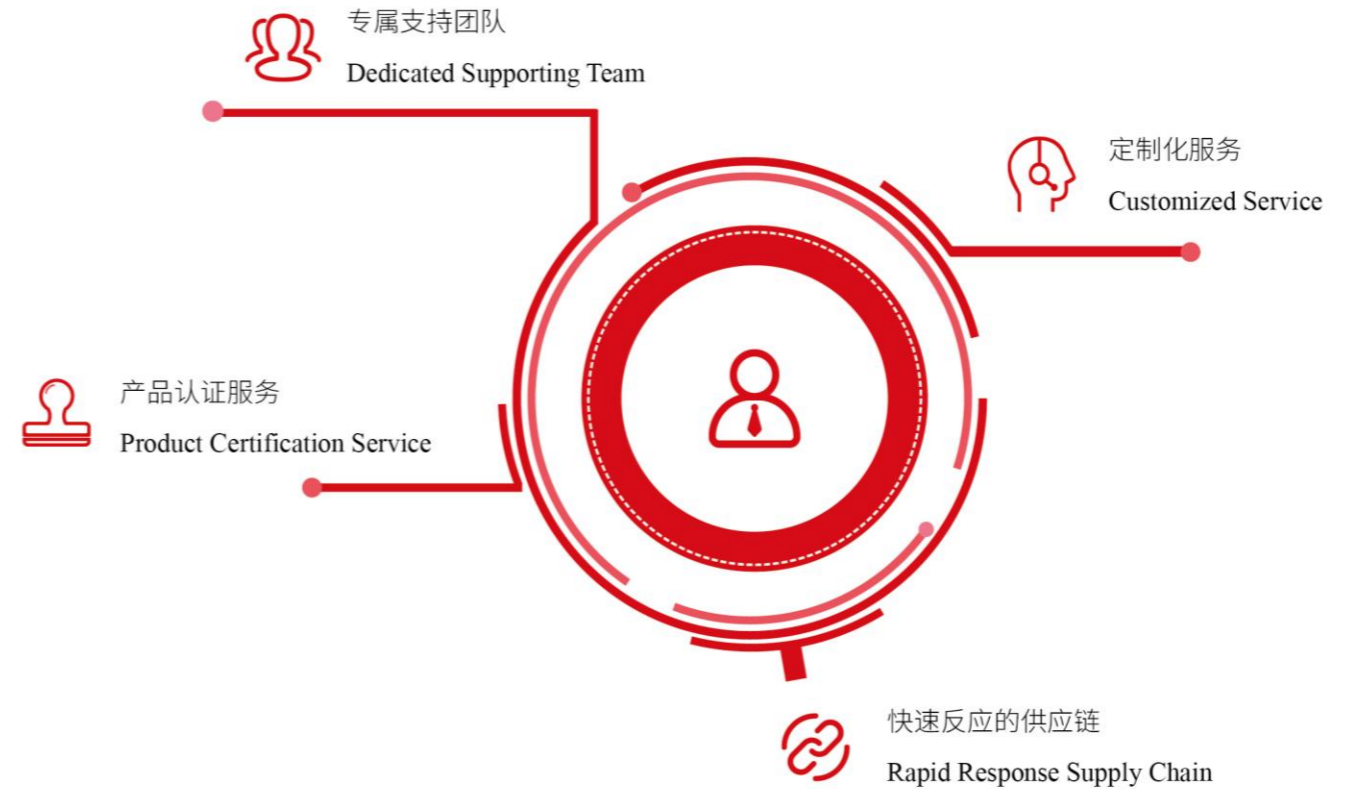 专属支持团队
Dedicated Supporting Team
定制化服务
Customized Service
产品认证服务
Product Certification Service
快速反应的供应链
Rapid Response Supply Chain